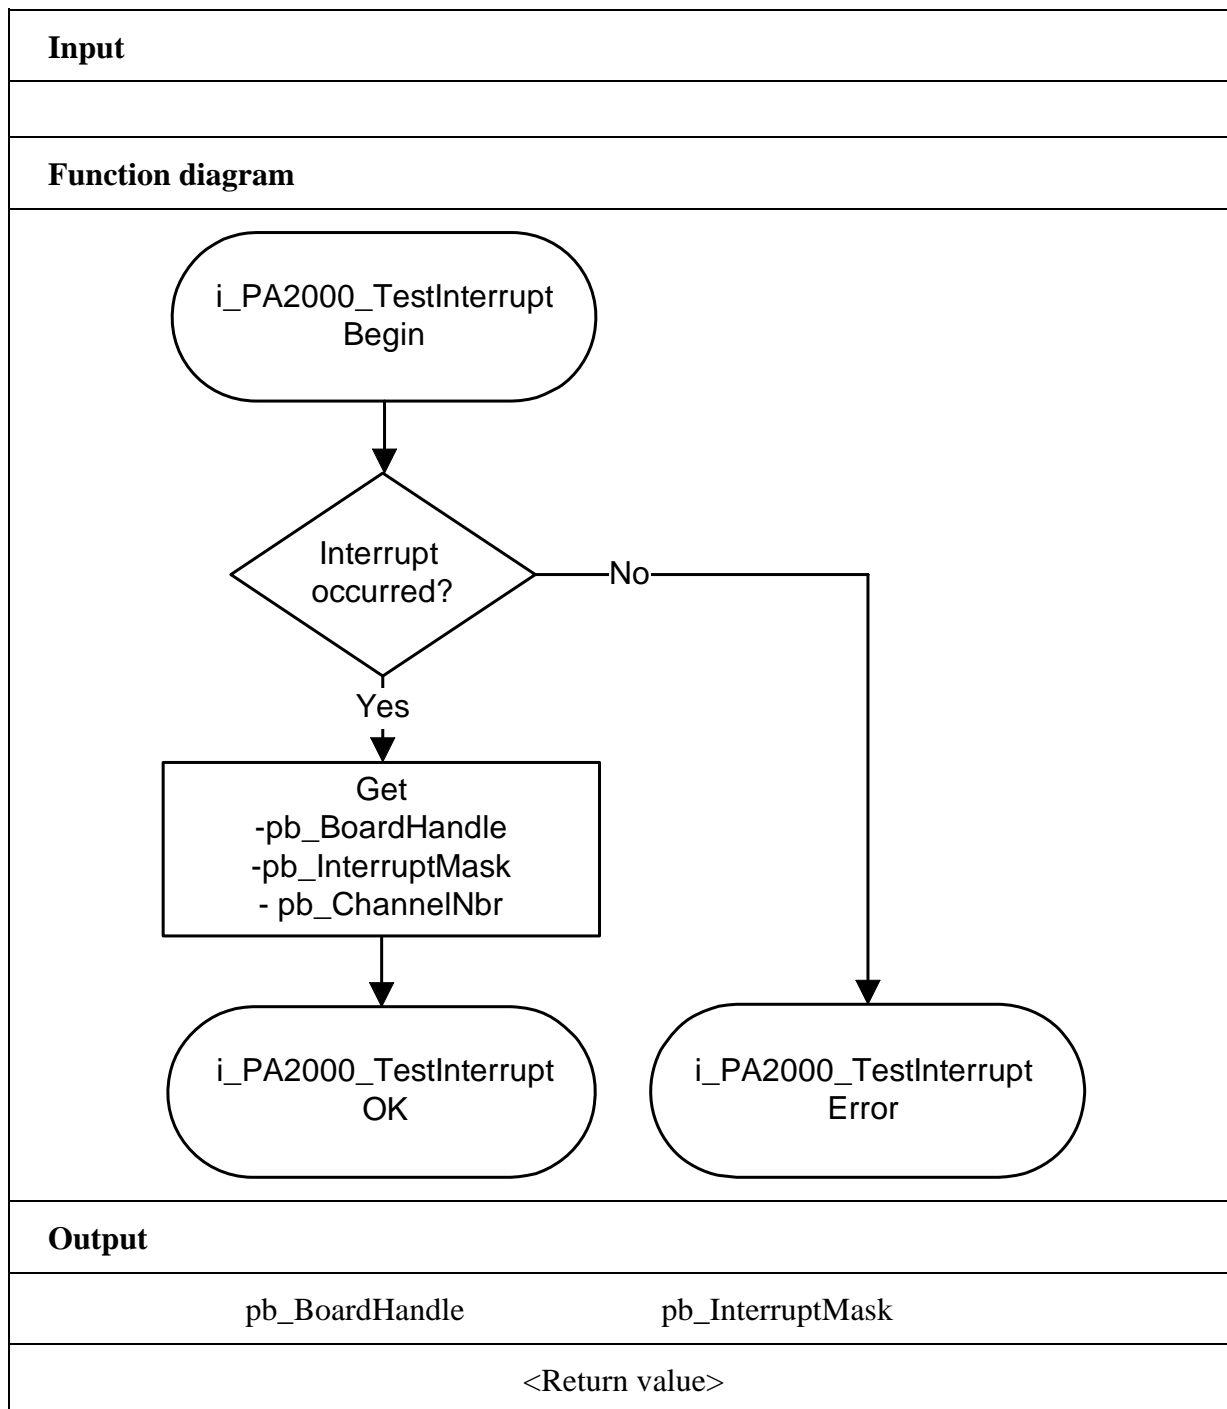 Input
Function diagram
i_PA2000_TestInterrupt
Begin
Interrupt
occurred?
No
Yes
Get
-pb_BoardHandle
-pb_InterruptMask
- pb_ChannelNbr
i_PA2000_TestInterrupt
OK
i_PA2000_TestInterrupt
Error
Output
pb_BoardHandle pb_InterruptMask
<Return value>